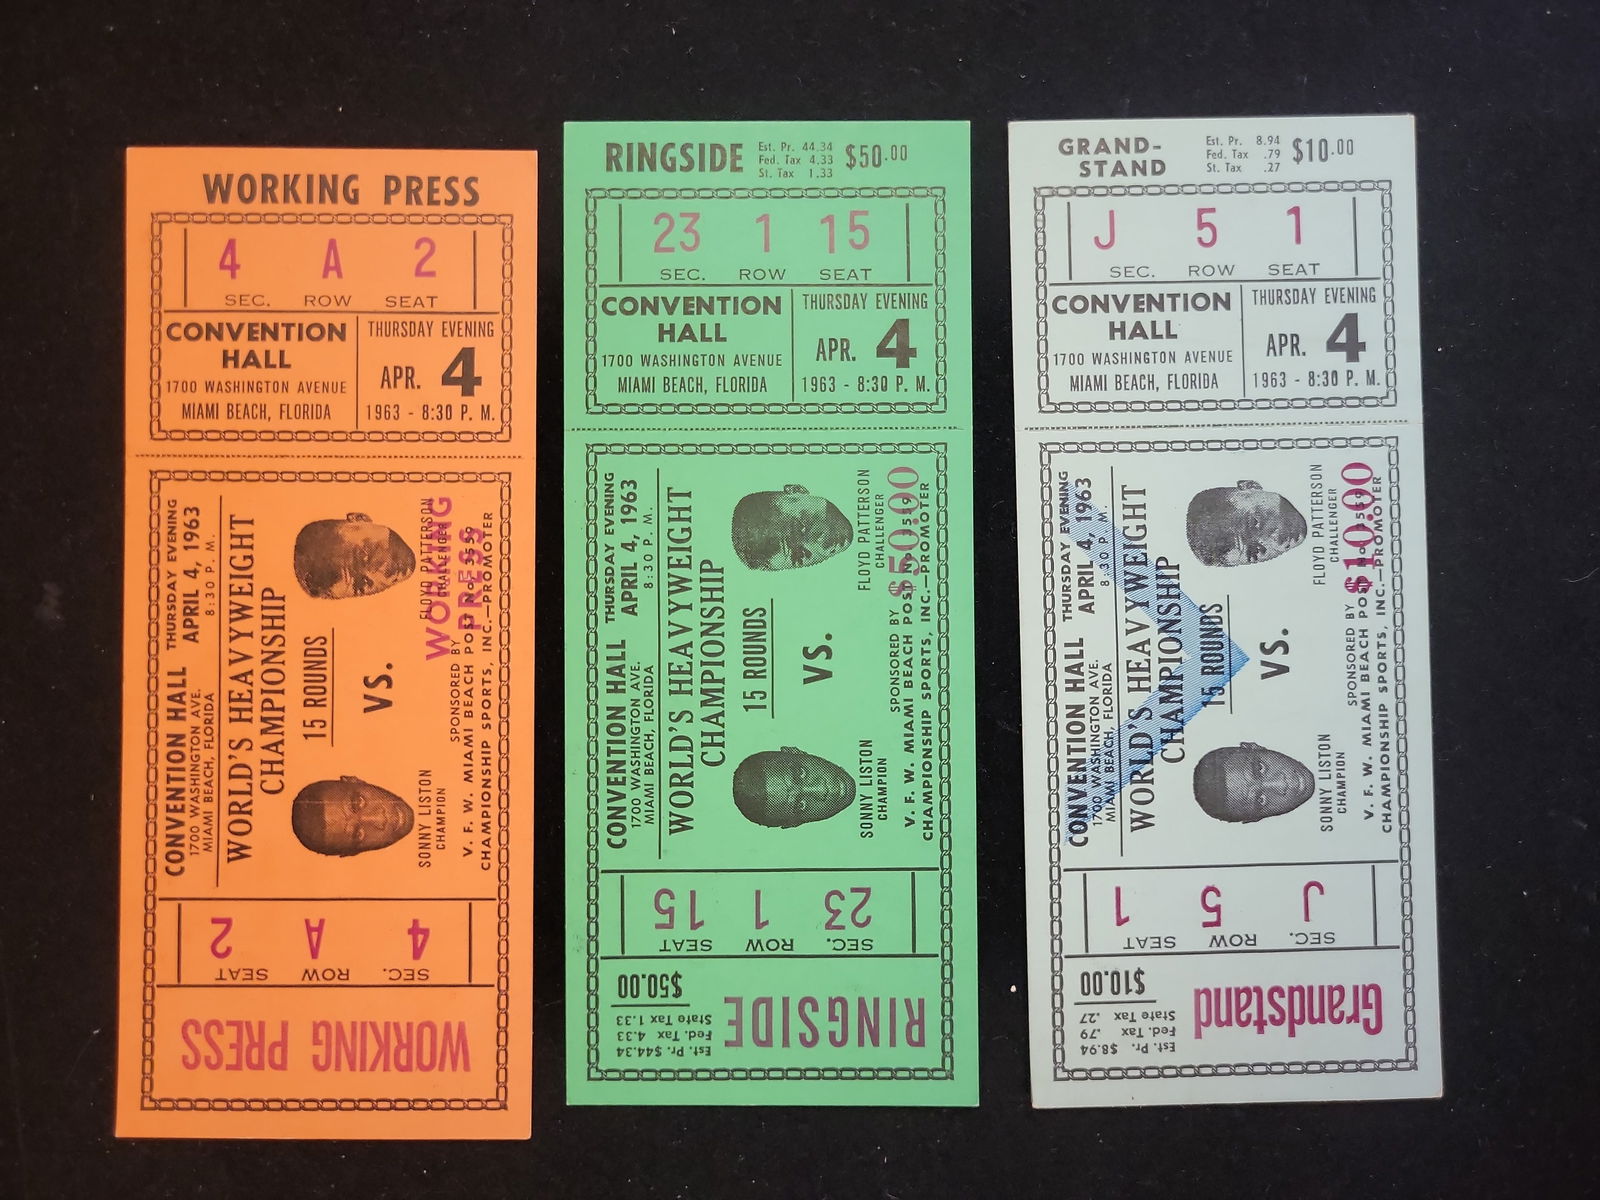 WORKING PRESS
4 A 2
SEC. ROW SEAT
CONVENTION
HALL
1700 WASHINGTON AVENUE
MIAMI BEACH, FLORIDA
THURSDAY EVENING
APR. 4
1963 - 8:30 P. M.
CONVENTION HALL
1700 WASHINGTON AVE.
MIAMI BEACH, FLORIDA
THURSDAY EVENING
APRIL 4, 1963
8:30 P. M.
WORLD'S HEAVYWEIGHT
CHAMPIONSHIP
15 ROUNDS
VS.
SONNY LISTON
CHAMPION
FLOYD PATTERSON
CHALLENGER
WORKING
PRESS
SPONSORED BY
V. F. W. MIAMI BEACH POST No. 3559
CHAMPIONSHIP SPORTS, INC.—PROMOTER
4 A 2
SEC. ROW SEAT
WORKING PRESS
RINGSIDE
Est. Pr. 44.34
Fed. Tax 4.33
St. Tax 1.33
$50.00
23 1 15
SEC. ROW SEAT
CONVENTION
HALL
1700 WASHINGTON AVENUE
MIAMI BEACH, FLORIDA
THURSDAY EVENING
APR. 4
1963 - 8:30 P. M.
CONVENTION HALL
1700 WASHINGTON AVE.
MIAMI BEACH, FLORIDA
THURSDAY EVENING
APRIL 4, 1963
8:30 P. M.
WORLD'S HEAVYWEIGHT
CHAMPIONSHIP
15 ROUNDS
VS.
SONNY LISTON
CHAMPION
FLOYD PATTERSON
CHALLENGER
$50.00
SPONSORED BY
V. F. W. MIAMI BEACH POST No. 3559
CHAMPIONSHIP SPORTS, INC.—PROMOTER
23 1 15
SEC. ROW SEAT
RINGSIDE
$50.00
Est. Pr. $44.34
Fed. Tax 4.33
State Tax 1.33
GRAND-
STAND
Est. Pr. 8.94
Fed. Tax .79
St. Tax .27
$10.00
J 5 1
SEC. ROW SEAT
CONVENTION
HALL
1700 WASHINGTON AVENUE
MIAMI BEACH, FLORIDA
THURSDAY EVENING
APR. 4
1963 - 8:30 P. M.
CONVENTION HALL
1700 WASHINGTON AVE.
MIAMI BEACH, FLORIDA
THURSDAY EVENING
APRIL 4, 1963
8:30 P. M.
WORLD'S HEAVYWEIGHT
CHAMPIONSHIP
15 ROUNDS
VS.
SONNY LISTON
CHAMPION
FLOYD PATTERSON
CHALLENGER
$10.00
SPONSORED BY
V. F. W. MIAMI BEACH POST No. 3559
CHAMPIONSHIP SPORTS, INC.—PROMOTER
J 5 1
SEC. ROW SEAT
Grandstand
$10.00
Est. Pr. $8.94
Fed. Tax .79
State Tax .27